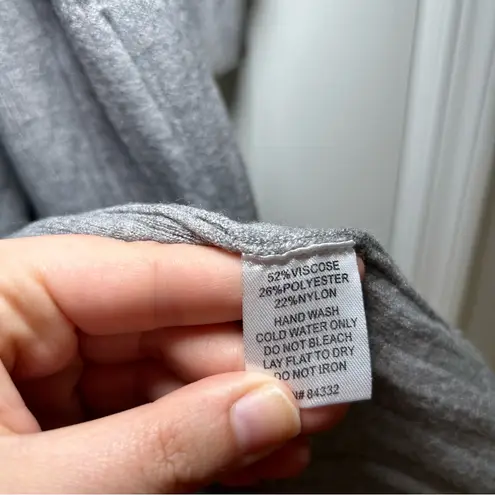 52%VISCOSE
26%POLYESTER
22%NYLON
HAND WASH
COLD WATER ONLY
DO NOT BLEACH
LAY FLAT TO DRY
DO NOT IRON
84332